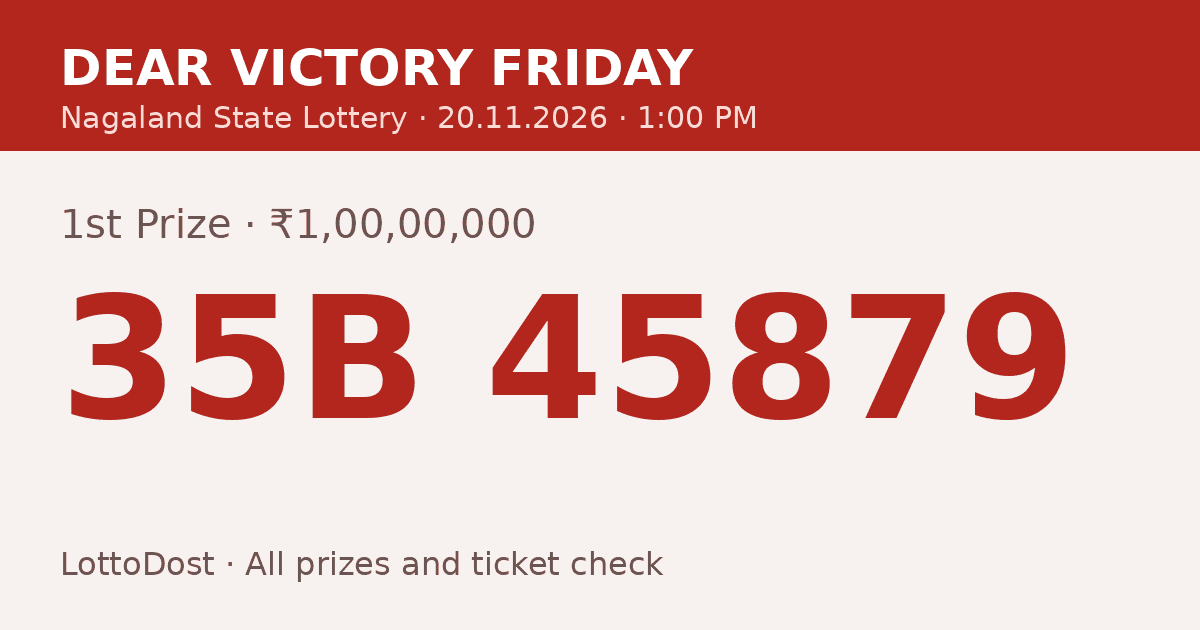 DEAR VICTORY FRIDAY
Nagaland State Lottery · 20.11.2026 · 1:00 PM
1st Prize · ₹1,00,00,000
35B 45879
LottoDost · All prizes and ticket check